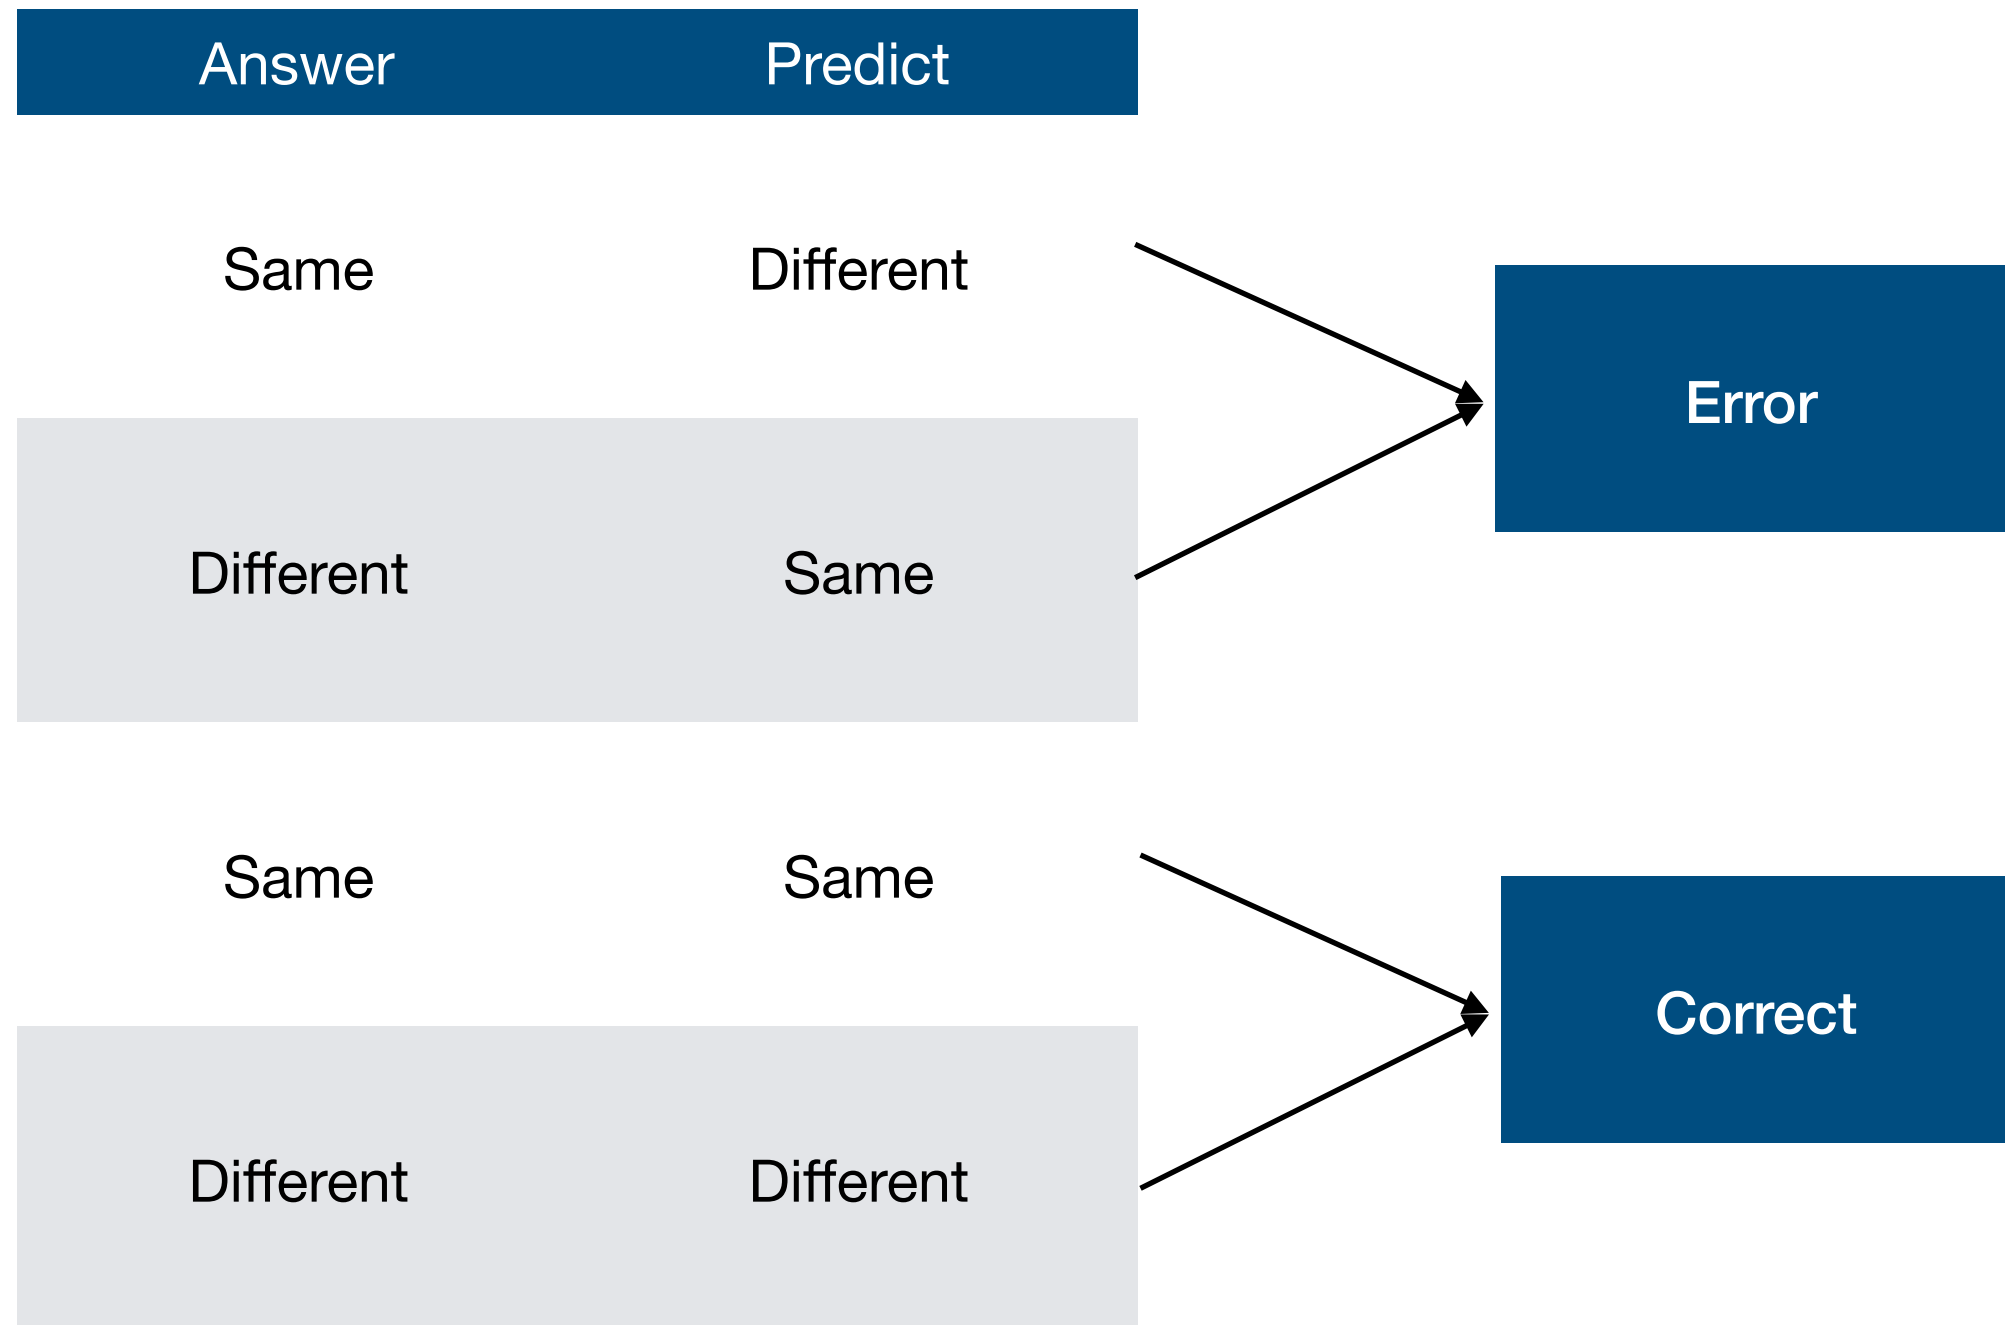 Answer Predict
Same Different
Error
Different Same
Same Same
Correct
Different Different